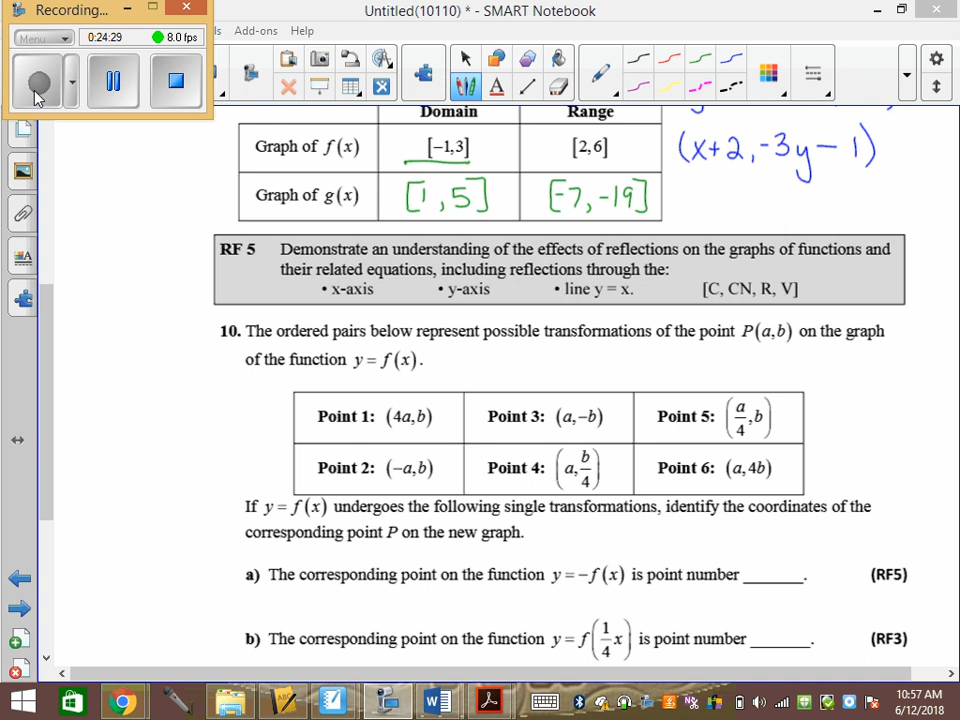 Recording...
Untitled(10110) * - SMART Notebook
Menu
0:24:29
8.0 fps
ls Add-ons Help
Domain Range
Graph of f(x) [−1,3] [2,6] (x+2, -3y - 1)
Graph of g(x) [1, 5] [-7, -19]
RF 5 Demonstrate an understanding of the effects of reflections on the graphs of functions and
their related equations, including reflections through the:
• x-axis • y-axis • line y = x. [C, CN, R, V]
10. The ordered pairs below represent possible transformations of the point P(a,b) on the graph
of the function y = f(x).
Point 1: (4a,b) Point 3: (a,−b) Point 5: (a/4,b)
Point 2: (−a,b) Point 4: (a,b/4) Point 6: (a,4b)
If y = f(x) undergoes the following single transformations, identify the coordinates of the
corresponding point P on the new graph.
a) The corresponding point on the function y = −f(x) is point number ______. (RF5)
b) The corresponding point on the function y = f(1/4 x) is point number ______. (RF3)
10:57 AM
6/12/2018